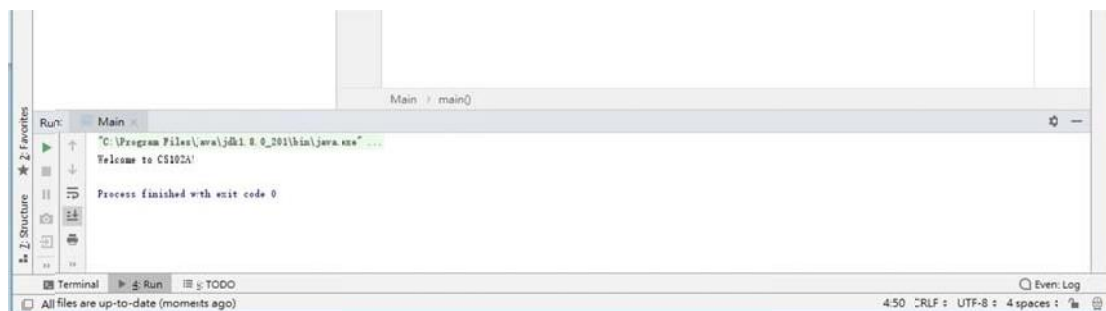 Main › main()
Run: Main ×
"C:\Program Files\Java\jdk1.8.0_201\bin\java.exe" ...
Welcome to CS102A!
Process finished with exit code 0
2: Favorites
Z: Structure
Terminal 4: Run 6: TODO Event Log
All files are up-to-date (moments ago) 4:50 CRLF UTF-8 4 spaces